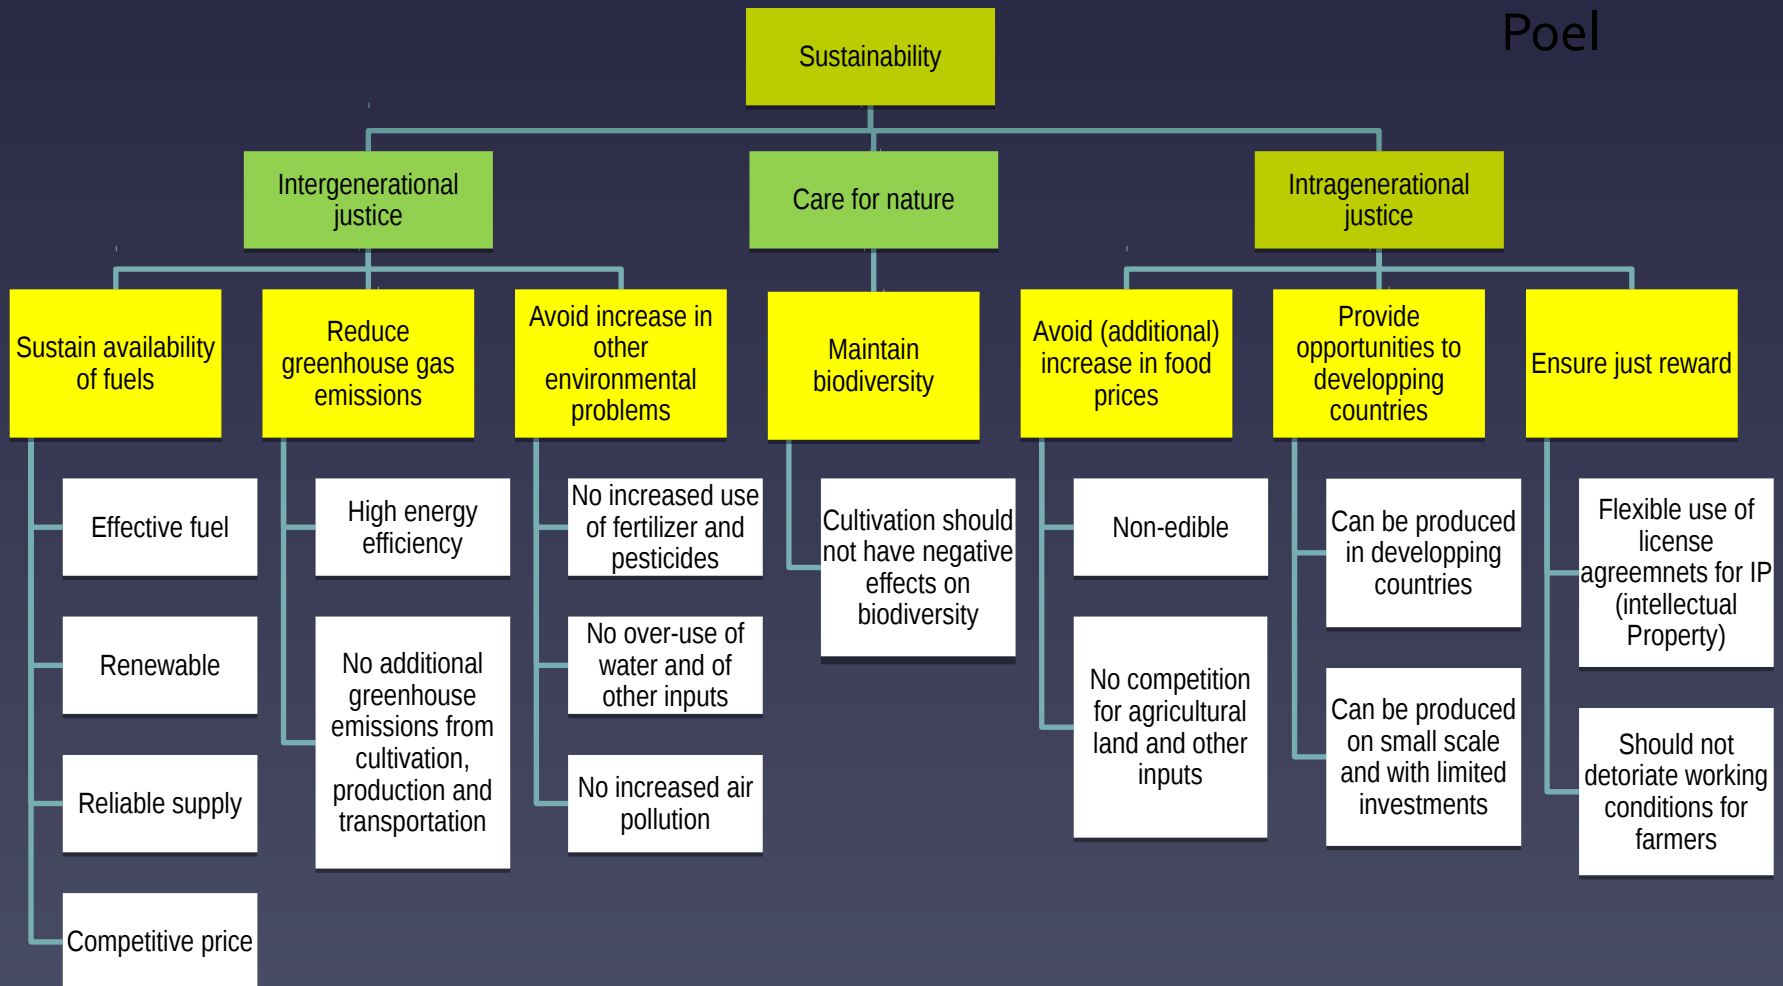 Poel
Sustainability
Intergenerational
justice
Care for nature
Intragenerational
justice
Sustain availability
of fuels
Reduce
greenhouse gas
emissions
Avoid increase in
other
environmental
problems
Maintain
biodiversity
Avoid (additional)
increase in food
prices
Provide
opportunities to
developping
countries
Ensure just reward
Effective fuel
Renewable
Reliable supply
Competitive price
High energy
efficiency
No additional
greenhouse
emissions from
cultivation,
production and
transportation
No increased use
of fertilizer and
pesticides
No over-use of
water and of
other inputs
No increased air
pollution
Cultivation should
not have negative
effects on
biodiversity
Non-edible
No competition
for agricultural
land and other
inputs
Can be produced
in developping
countries
Can be produced
on small scale
and with limited
investments
Flexible use of
license
agreemnets for IP
(intellectual
Property)
Should not
detoriate working
conditions for
farmers